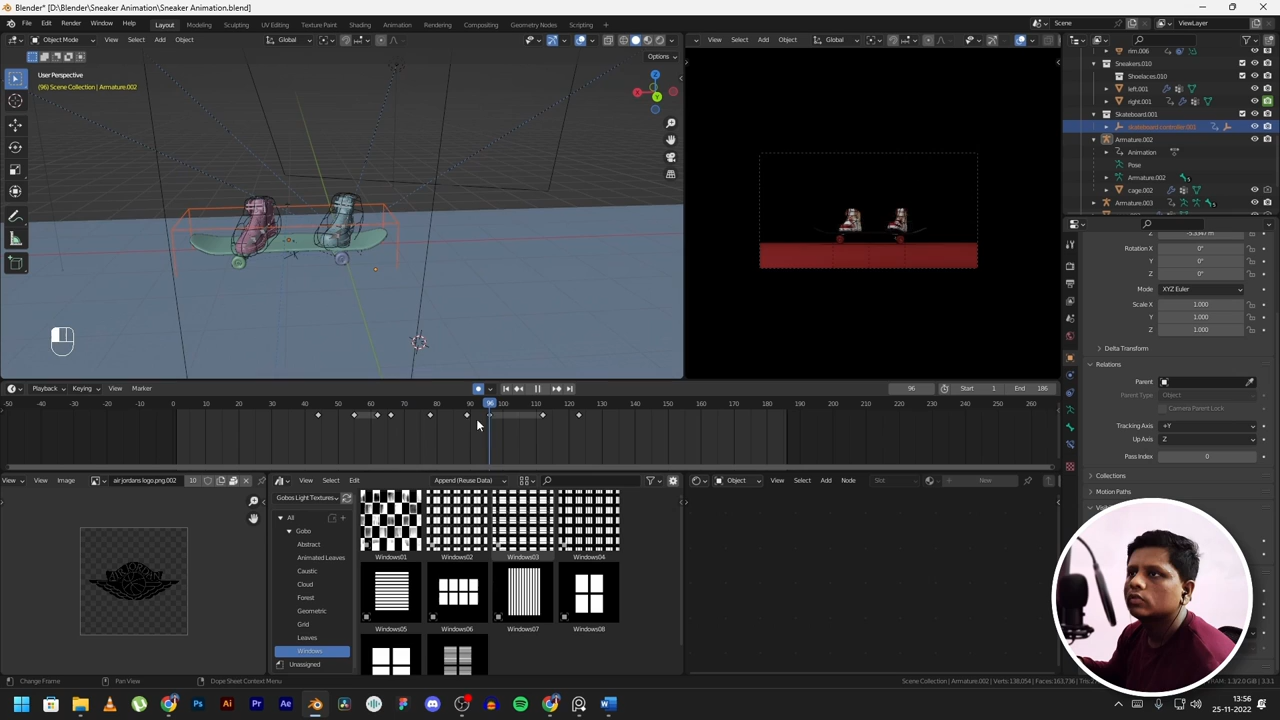 Blender* [D:\Blender\Sneaker Animation\Sneaker Animation.blend]
File Edit Render Window Help Layout Modeling Sculpting UV Editing Texture Paint Shading Animation Rendering Compositing Geometry Nodes Scripting + Scene ViewLayer
Object Mode View Select Add Object Global View Select Add Object Global
Options
User Perspective
(96) Scene Collection | Armature.002
X Y Z
rim.006
Sneakers.010
Shoelaces.010
left.001
right.001
Skateboard.001
skateboard controller.001
Armature.002
Animation
Pose
Armature.002
cage.002
Armature.003
Rotation X 0°
Y 0°
Z 0°
Mode XYZ Euler
Scale X 1.000
Y 1.000
Z 1.000
Delta Transform
Relations
Parent
Parent Type Object
Camera Parent Lock
Tracking Axis +Y
Up Axis Z
Pass Index 0
Collections
Motion Paths
Playback Keying View Marker 96 Start 1 End 186
-50 -40 -30 -20 -10 0 10 20 30 40 50 60 70 80 90 96 100 110 120 130 140 150 160 170 180 190 200 210 220 230 240 250 260
View Image air jordans logo.png.002 10 View Select Edit Append (Reuse Data) Object View Select Add Node Slot New
Gobos Light Textures
All
Gobo
Abstract
Animated Leaves
Caustic
Cloud
Forest
Geometric
Grid
Leaves
Windows
Unassigned
Windows01 Windows02 Windows03 Windows04
Windows05 Windows06 Windows07 Windows08
Change Frame Pan View Dope Sheet Context Menu Scene Collection | Armature.002 | Verts:138,054 | Faces:163,736
13:56
25-11-2022